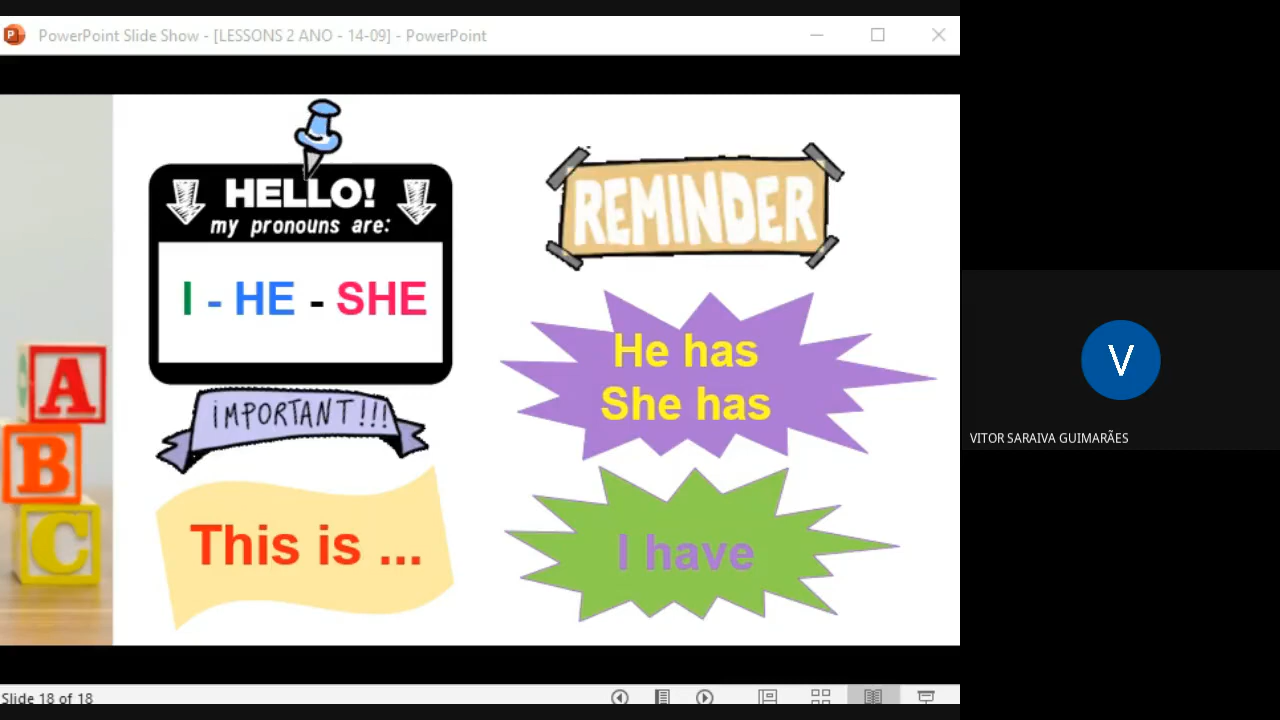 PowerPoint Slide Show - [LESSONS 2 ANO - 14-09] - PowerPoint
HELLO!
my pronouns are:
I - HE - SHE
iMPORTANT!!!
This is ...
REMINDER
He has
She has
I have
A
B
C
V
VITOR SARAIVA GUIMARÃES
Slide 18 of 18